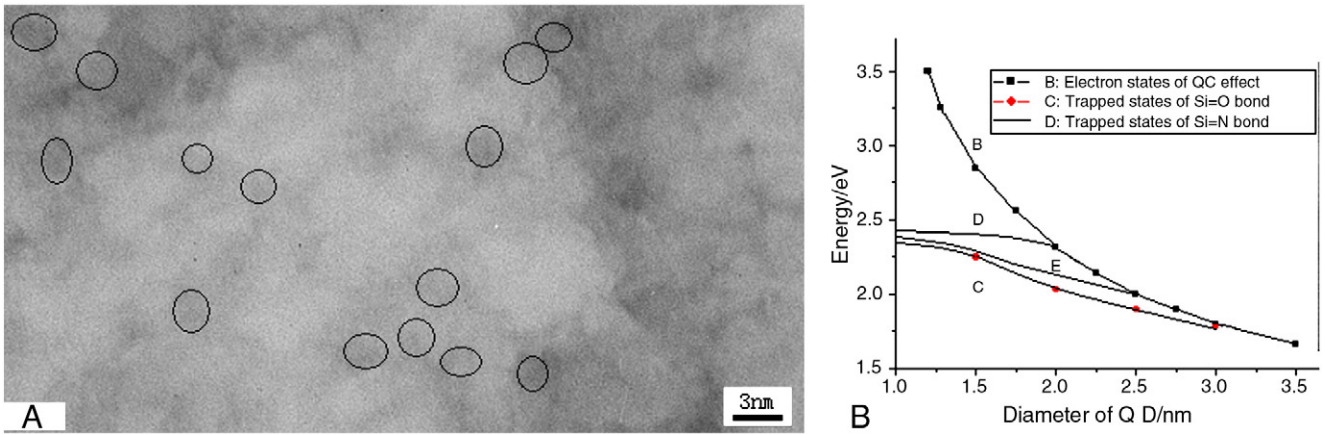 A
3nm
B
3.5
3.0
2.5
2.0
1.5
Energy/eV
B: Electron states of QC effect
C: Trapped states of Si=O bond
D: Trapped states of Si=N bond
B
D
E
C
1.0 1.5 2.0 2.5 3.0 3.5
Diameter of Q D/nm